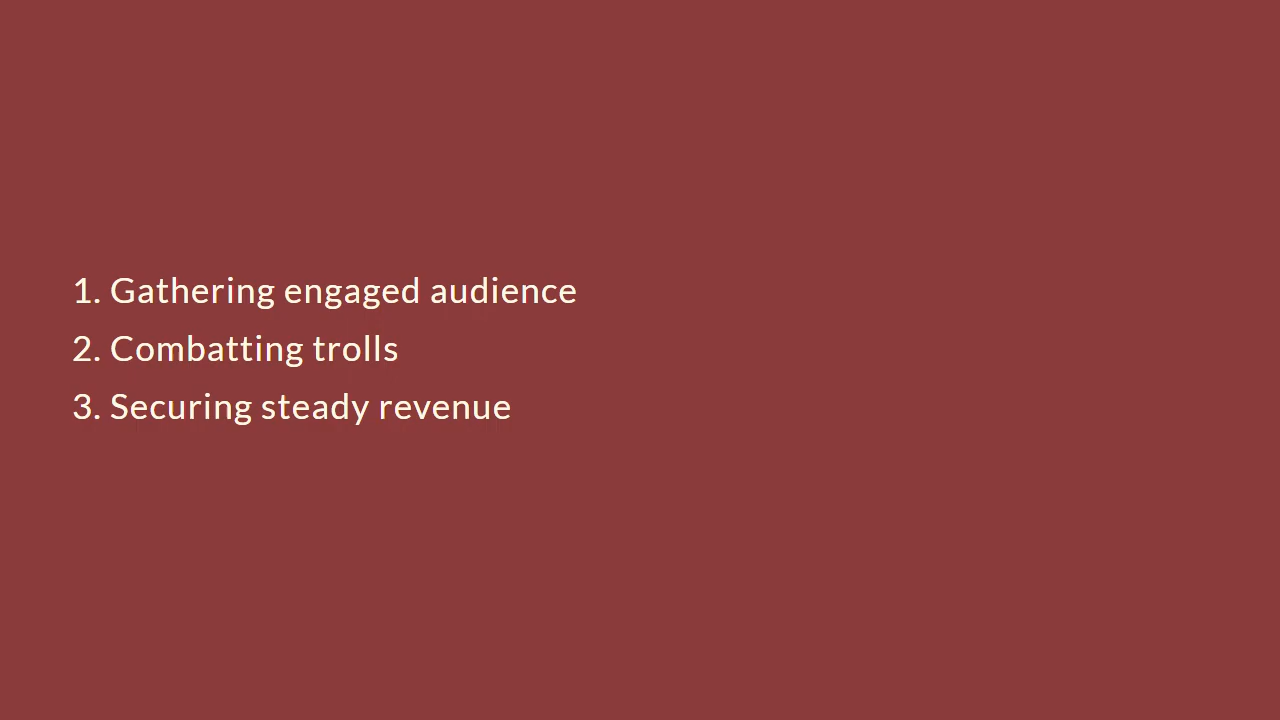 1. Gathering engaged audience
2. Combatting trolls
3. Securing steady revenue